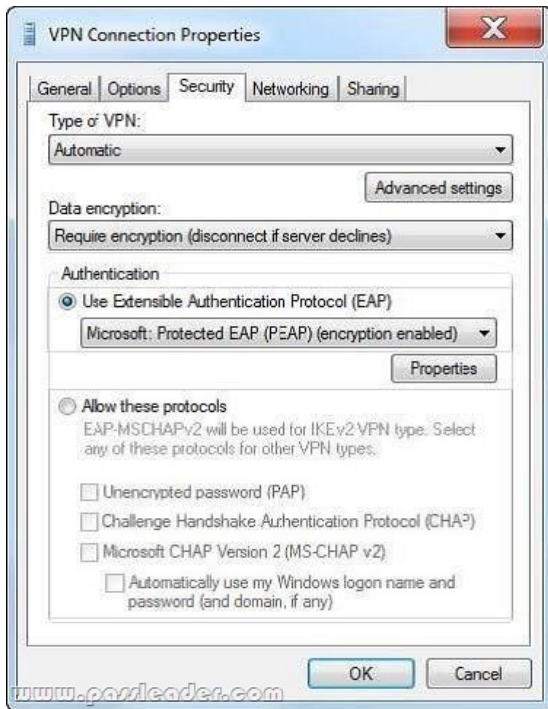 VPN Connection Properties
General Options Security Networking Sharing
Type of VPN:
Automatic
Advanced settings
Data encryption:
Require encryption (disconnect if server declines)
Authentication
Use Extensible Authentication Protocol (EAP)
Microsoft: Protected EAP (PEAP) (encryption enabled)
Properties
Allow these protocols
EAP-MSCHAPv2 will be used for IKEv2 VPN type. Select
any of these protocols for other VPN types.
Unencrypted password (PAP)
Challenge Handshake Authentication Protocol (CHAP)
Microsoft CHAP Version 2 (MS-CHAP v2)
Automatically use my Windows logon name and
password (and domain, if any)
OK Cancel
www.passleader.com